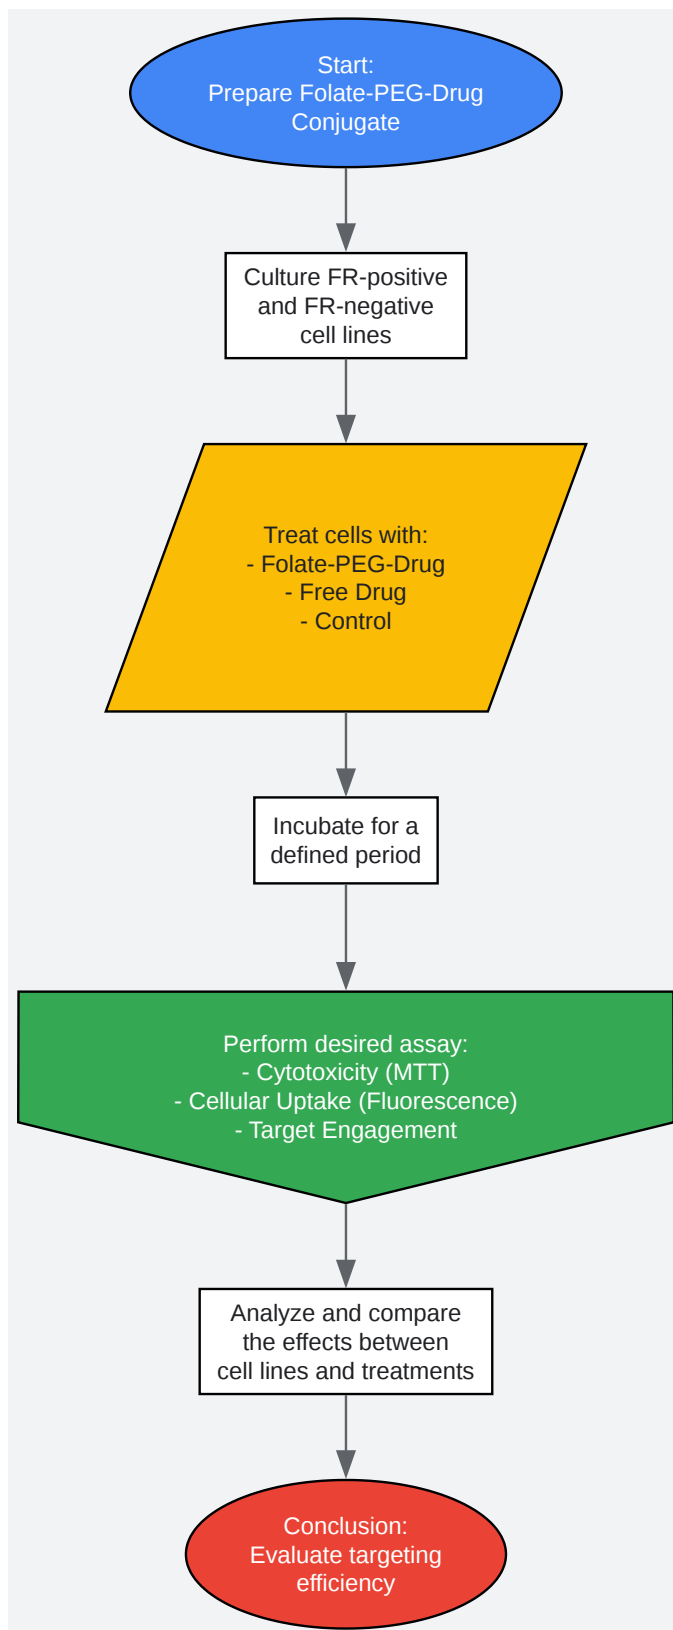 Start:
Prepare Folate-PEG-Drug
Conjugate
Culture FR-positive
and FR-negative
cell lines
Treat cells with:
- Folate-PEG-Drug
- Free Drug
- Control
Incubate for a
defined period
Perform desired assay:
- Cytotoxicity (MTT)
- Cellular Uptake (Fluorescence)
- Target Engagement
Analyze and compare
the effects between
cell lines and treatments
Conclusion:
Evaluate targeting
efficiency